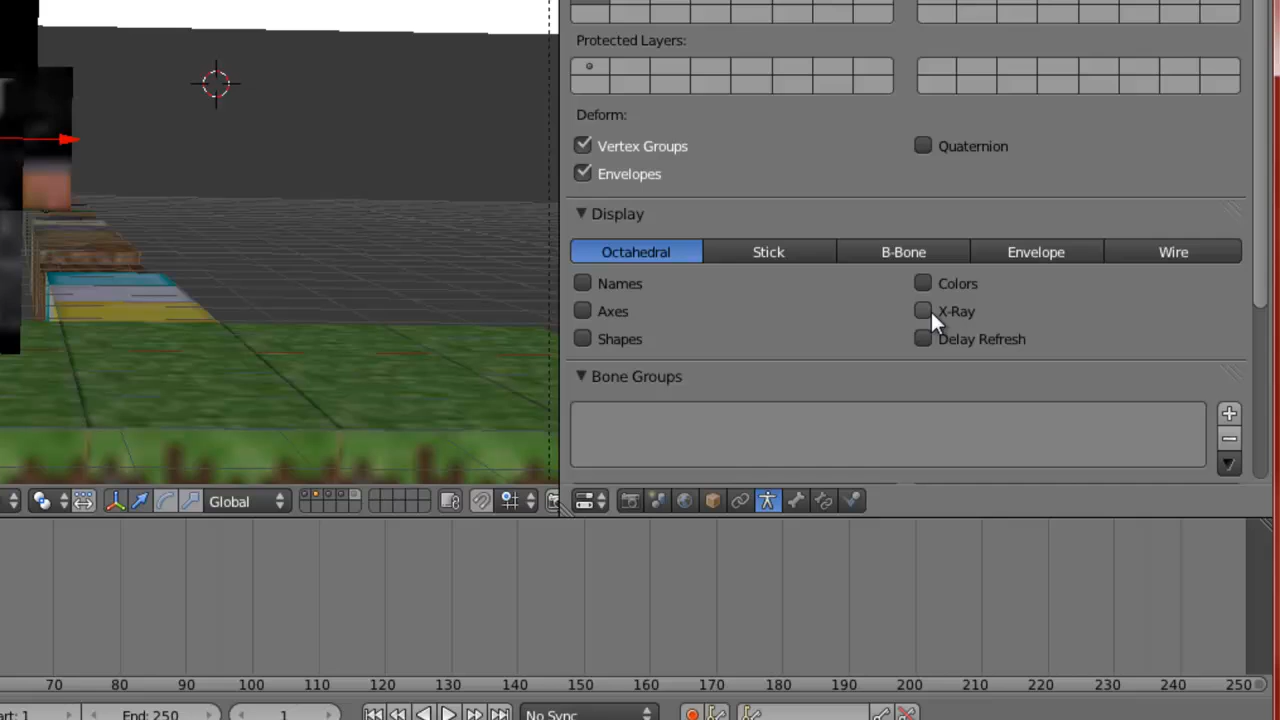 Protected Layers:
Deform:
Vertex Groups
Quaternion
Envelopes
Display
Octahedral Stick B-Bone Envelope Wire
Names
Colors
Axes
X-Ray
Shapes
Delay Refresh
Bone Groups
Global
70 80 90 100 110 120 130 140 150 160 170 180 190 200 210 220 230 240 250
art: 1 End: 250 1 No Sync